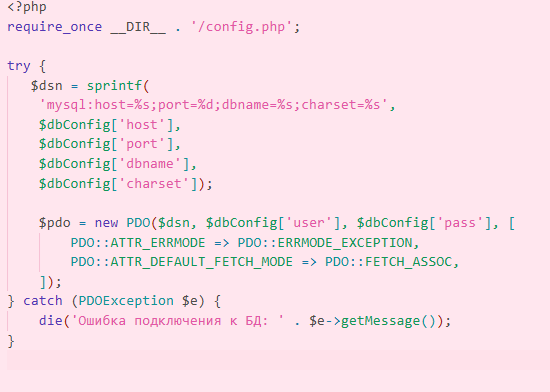 <?php
require_once __DIR__ . '/config.php';

try {
   $dsn = sprintf(
    'mysql:host=%s;port=%d;dbname=%s;charset=%s',
    $dbConfig['host'],
    $dbConfig['port'],
    $dbConfig['dbname'],
    $dbConfig['charset']);

    $pdo = new PDO($dsn, $dbConfig['user'], $dbConfig['pass'], [
        PDO::ATTR_ERRMODE => PDO::ERRMODE_EXCEPTION,
        PDO::ATTR_DEFAULT_FETCH_MODE => PDO::FETCH_ASSOC,
    ]);
} catch (PDOException $e) {
    die('Ошибка подключения к БД: ' . $e->getMessage());
}